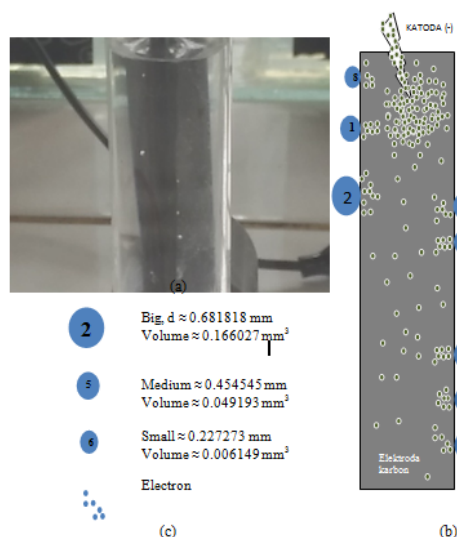 KATODA (-)
8
1
2
(a)
2
Big, d ≈ 0.681818 mm
Volume ≈ 0.166027 mm³
5
Medium ≈ 0.454545 mm
Volume ≈ 0.049193 mm³
6
Small ≈ 0.227273 mm
Volume ≈ 0.006149 mm³
Electron
Elektroda
karbon
(c)
(b)